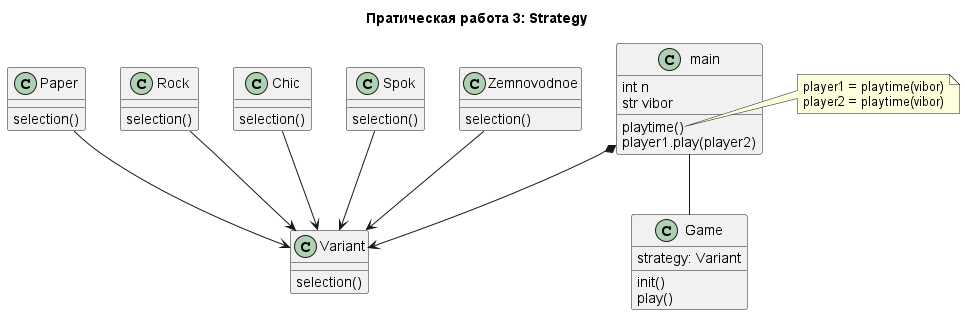 Пратическая работа 3: Strategy
C Paper
selection()
C Rock
selection()
C Chic
selection()
C Spok
selection()
C Zemnovodnoe
selection()
C main
int n
str vibor
playtime()
player1.play(player2)
player1 = playtime(vibor)
player2 = playtime(vibor)
C Variant
selection()
C Game
strategy: Variant
init()
play()